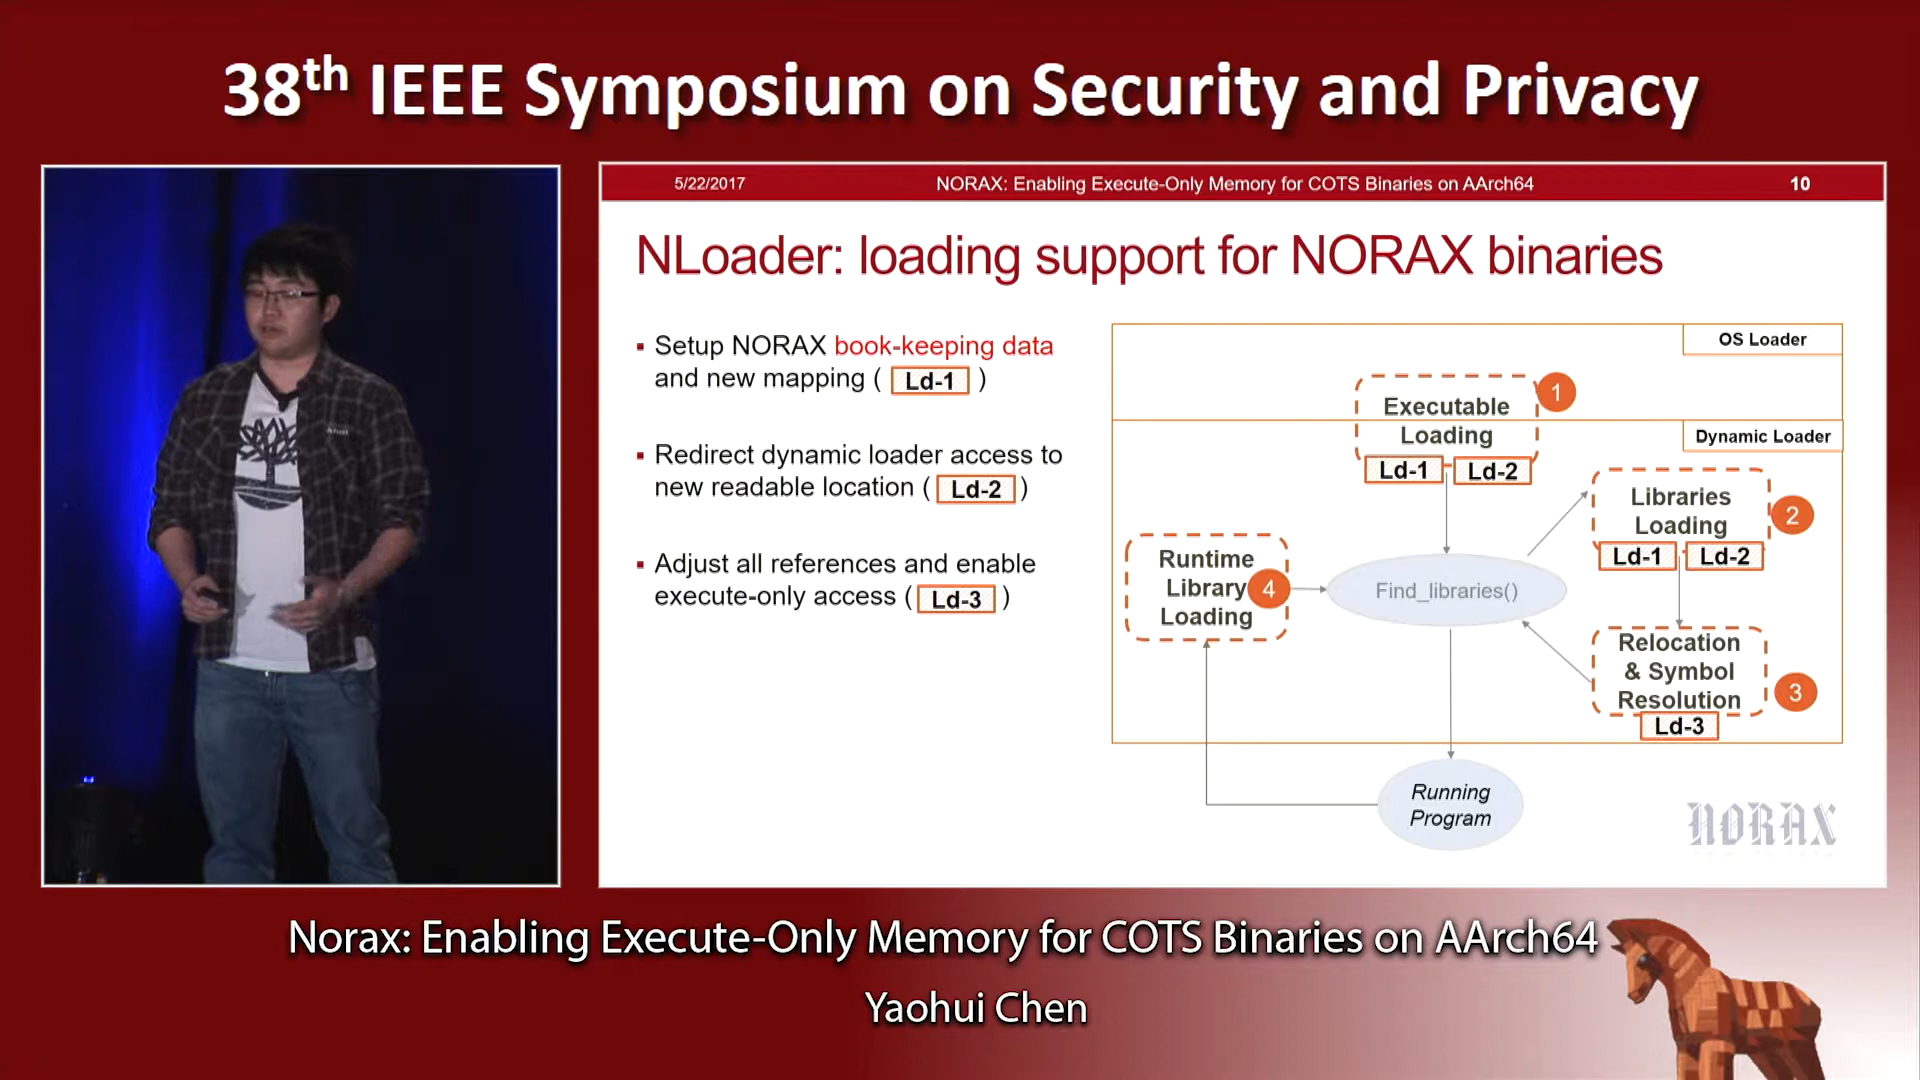 38th IEEE Symposium on Security and Privacy
5/22/2017 NORAX: Enabling Execute-Only Memory for COTS Binaries on AArch64 10
NLoader: loading support for NORAX binaries
▪ Setup NORAX book-keeping data
and new mapping ( Ld-1 )
▪ Redirect dynamic loader access to
new readable location ( Ld-2 )
▪ Adjust all references and enable
execute-only access ( Ld-3 )
OS Loader
Executable
Loading
1
Ld-1 Ld-2
Dynamic Loader
Libraries
Loading
2
Ld-1 Ld-2
Runtime
Library
Loading
4
Find_libraries()
Relocation
& Symbol
Resolution
3
Ld-3
Running
Program
NORAX
Norax: Enabling Execute-Only Memory for COTS Binaries on AArch64
Yaohui Chen